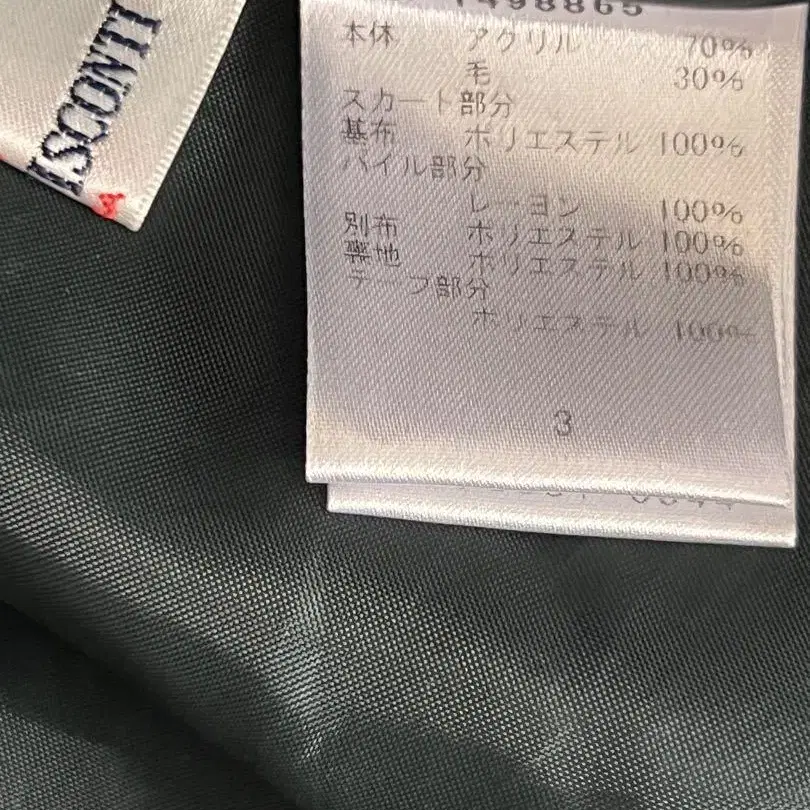 ISCONTI
1498865
本体 アクリル 70%
毛 30%
スカート部分
基布 ポリエステル 100%
パイル部分
レーヨン 100%
別布 ポリエステル 100%
裏地 ポリエステル 100%
テープ部分
ポリエステル 100%
3